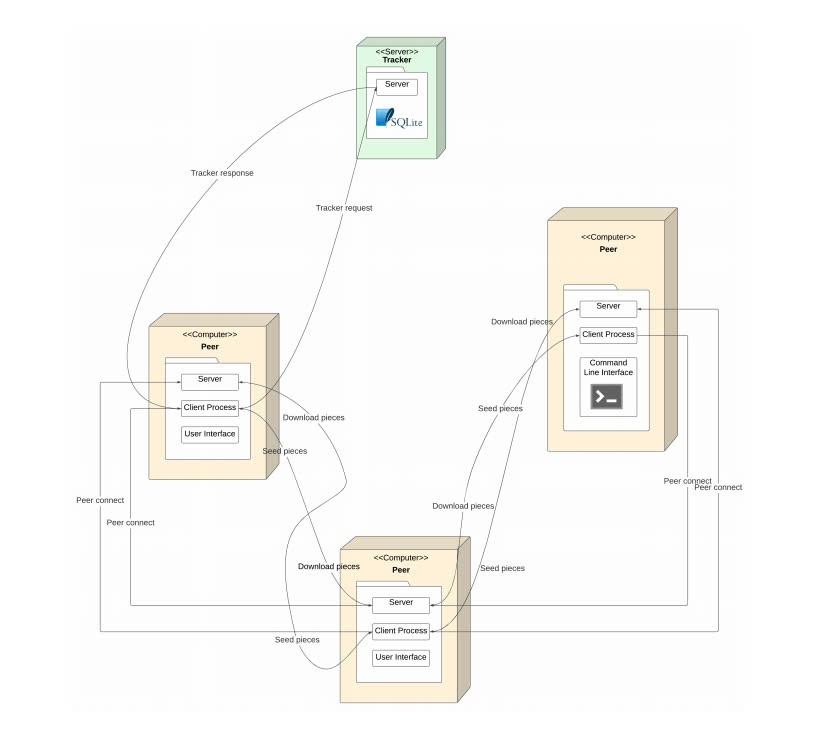 <<Server>>
Tracker
Server
SQLite
Tracker response
Tracker request
<<Computer>>
Peer
Server
Client Process
Command
Line Interface
Download pieces
Seed pieces
Download pieces
Seed pieces
Peer connect
Peer connect
<<Computer>>
Peer
Server
Client Process
User Interface
Download pieces
Seed pieces
Peer connect
Peer connect
Download pieces
Seed pieces
<<Computer>>
Peer
Server
Client Process
User Interface